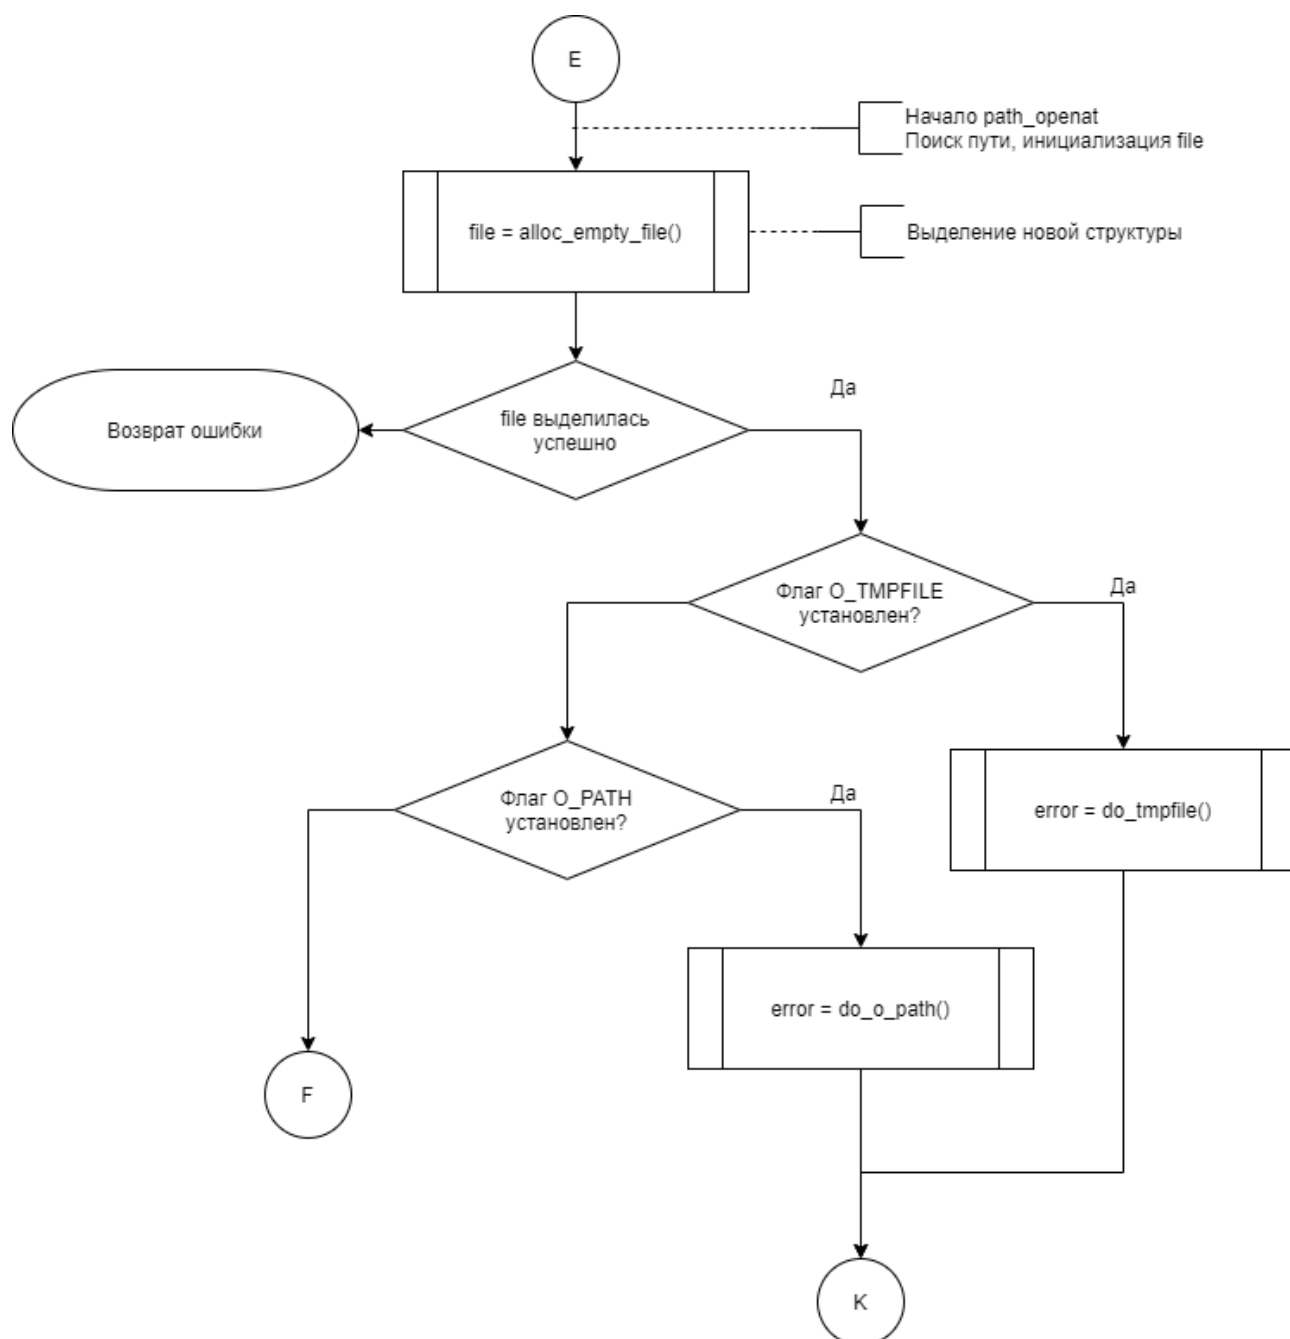 E
Начало path_openat
Поиск пути, инициализация file
file = alloc_empty_file()
Выделение новой структуры
Да
Возврат ошибки
file выделилась
успешно
Флаг O_TMPFILE
установлен?
Да
Флаг O_PATH
установлен?
Да
error = do_tmpfile()
error = do_o_path()
F
K